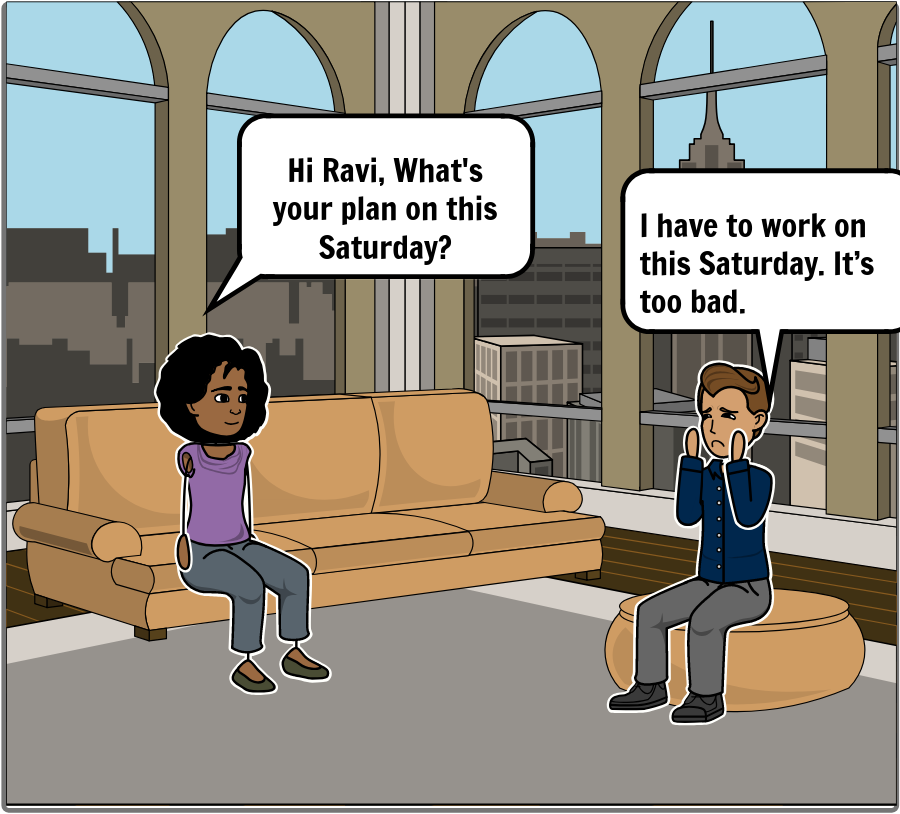 Hi Ravi, What's
your plan on this
Saturday?
I have to work on
this Saturday. It’s
too bad.